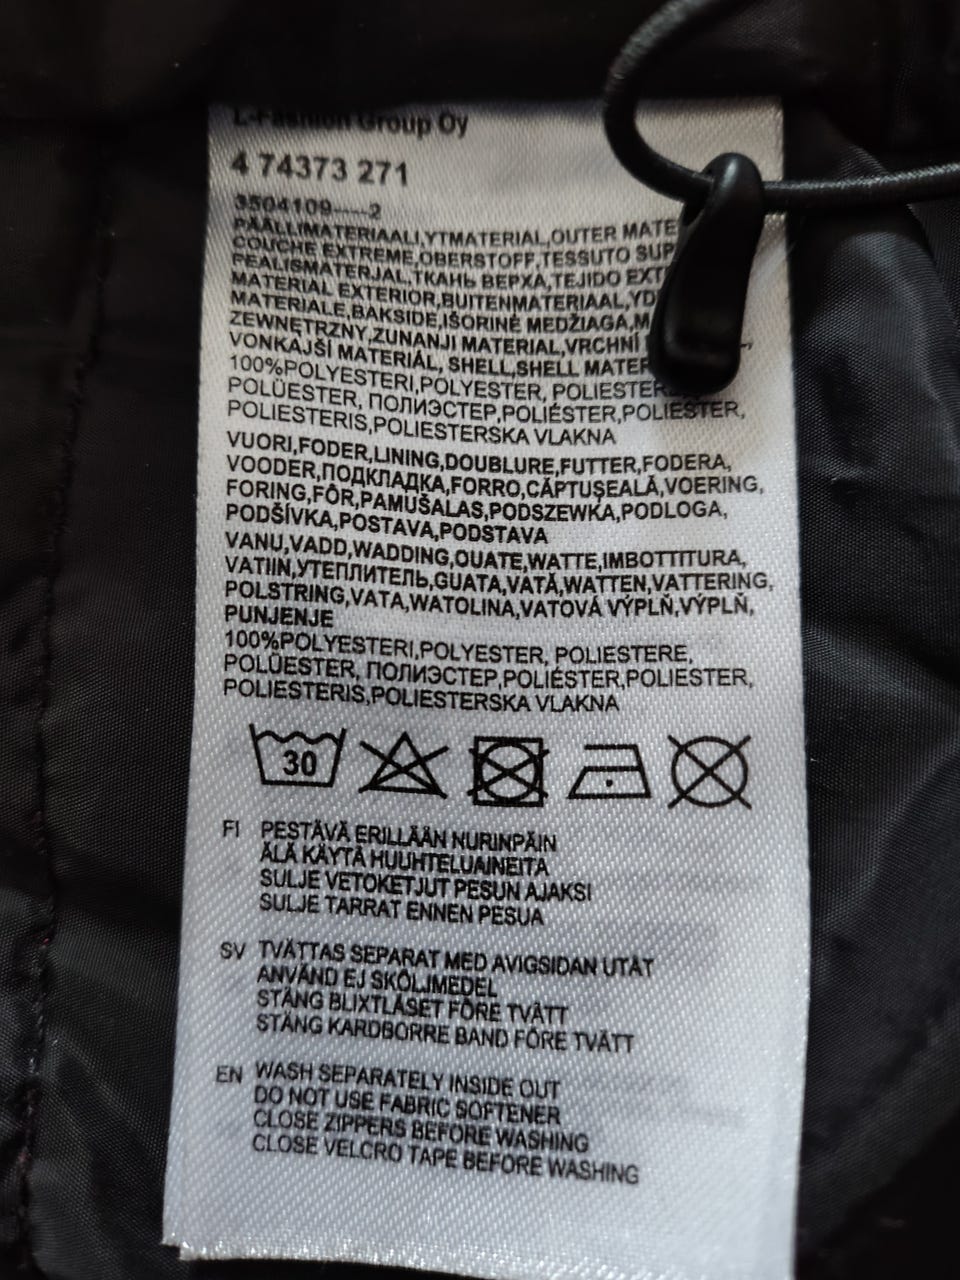 L-Fashion Group Oy
4 74373 271
3504109----2
PÄÄLLIMATERIAALI,YTMATERIAL,OUTER MATE
COUCHE EXTREME,OBERSTOFF,TESSUTO SUP
PEALISMATERJAL,ТКАНЬ ВЕРХА,TEJIDO EXT
MATERIAL EXTERIOR,BUITENMATERIAAL,YD
MATERIALE,BAKSIDE,IŠORINĖ MEDŽIAGA,M
ZEWNĘTRZNY,ZUNANJI MATERIAL,VRCHNÍ
VONKAJŠÍ MATERIÁL, SHELL,SHELL MATER
100%POLYESTERI,POLYESTER, POLIESTER
POLÜESTER, ПОЛИЭСТЕР,POLIÉSTER,POLIESTER,
POLIESTERIS,POLIESTERSKA VLAKNA
VUORI,FODER,LINING,DOUBLURE,FUTTER,FODERA,
VOODER,ПОДКЛАДКА,FORRO,CĂPTUŞEALĂ,VOERING,
FORING,FÔR,PAMUŠALAS,PODSZEWKA,PODLOGA,
PODŠÍVKA,POSTAVA,PODSTAVA
VANU,VADD,WADDING,OUATE,WATTE,IMBOTTITURA,
VATIIN,УТЕПЛИТЕЛЬ,GUATA,VATĂ,WATTEN,VATTERING,
POLSTRING,VATA,WATOLINA,VATOVÁ VÝPLŇ,VÝPLŇ,
PUNJENJE
100%POLYESTERI,POLYESTER, POLIESTERE,
POLÜESTER, ПОЛИЭСТЕР,POLIÉSTER,POLIESTER,
POLIESTERIS,POLIESTERSKA VLAKNA
30
FI PESTÄVÄ ERILLÄÄN NURINPÄIN
ÄLÄ KÄYTÄ HUUHTELUAINEITA
SULJE VETOKETJUT PESUN AJAKSI
SULJE TARRAT ENNEN PESUA
SV TVÄTTAS SEPARAT MED AVIGSIDAN UTÅT
ANVÄND EJ SKÖLJMEDEL
STÄNG BLIXTLÅSET FÖRE TVÄTT
STÄNG KARDBORRE BAND FÖRE TVÄTT
EN WASH SEPARATELY INSIDE OUT
DO NOT USE FABRIC SOFTENER
CLOSE ZIPPERS BEFORE WASHING
CLOSE VELCRO TAPE BEFORE WASHING